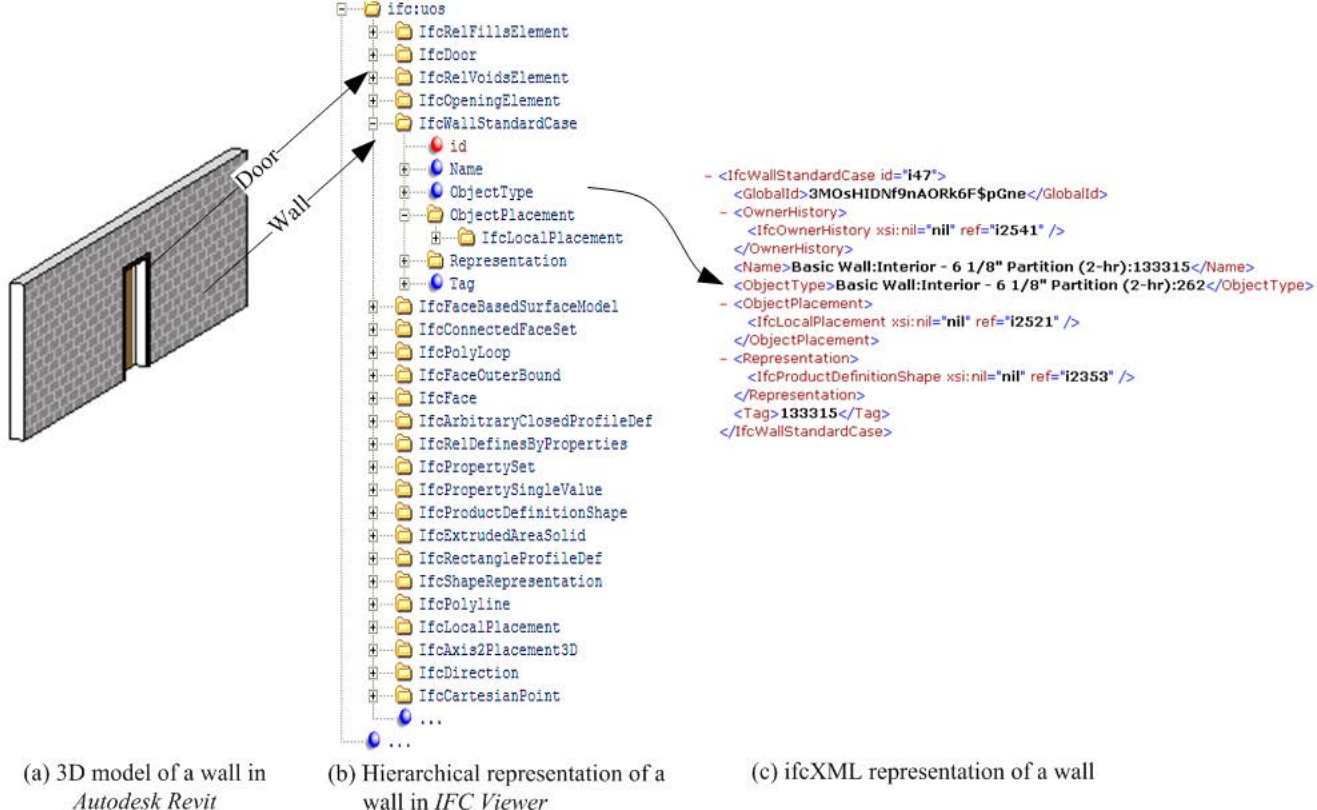 Door
Wall
ifc:uos
IfcRelFillsElement
IfcDoor
IfcRelVoidsElement
IfcOpeningElement
IfcWallStandardCase
id
Name
ObjectType
ObjectPlacement
IfcLocalPlacement
Representation
Tag
IfcFaceBasedSurfaceModel
IfcConnectedFaceSet
IfcPolyLoop
IfcFaceOuterBound
IfcFace
IfcArbitraryClosedProfileDef
IfcRelDefinesByProperties
IfcPropertySet
IfcPropertySingleValue
IfcProductDefinitionShape
IfcExtrudedAreaSolid
IfcRectangleProfileDef
IfcShapeRepresentation
IfcPolyline
IfcLocalPlacement
IfcAxis2Placement3D
IfcDirection
IfcCartesianPoint
...
...
- <IfcWallStandardCase id="i47">
<GlobalId>3MOsHIDNf9nAORk6F$pGne</GlobalId>
- <OwnerHistory>
<IfcOwnerHistory xsi:nil="nil" ref="i2541" />
</OwnerHistory>
<Name>Basic Wall:Interior - 6 1/8" Partition (2-hr):133315</Name>
<ObjectType>Basic Wall:Interior - 6 1/8" Partition (2-hr):262</ObjectType>
- <ObjectPlacement>
<IfcLocalPlacement xsi:nil="nil" ref="i2521" />
</ObjectPlacement>
- <Representation>
<IfcProductDefinitionShape xsi:nil="nil" ref="i2353" />
</Representation>
<Tag>133315</Tag>
</IfcWallStandardCase>
(a) 3D model of a wall in
Autodesk Revit
(b) Hierarchical representation of a
wall in IFC Viewer
(c) ifcXML representation of a wall